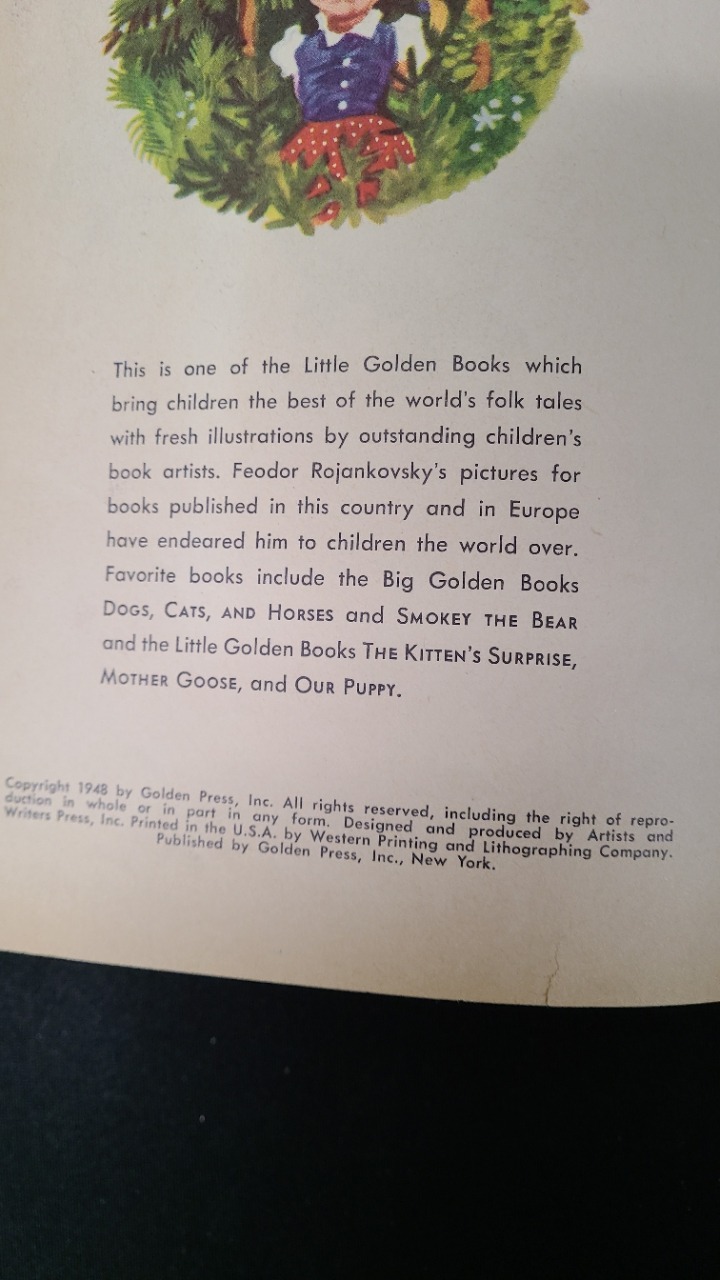 This is one of the Little Golden Books which
bring children the best of the world's folk tales
with fresh illustrations by outstanding children's
book artists. Feodor Rojankovsky's pictures for
books published in this country and in Europe
have endeared him to children the world over.
Favorite books include the Big Golden Books
DOGS, CATS, AND HORSES and SMOKEY THE BEAR
and the Little Golden Books THE KITTEN'S SURPRISE,
MOTHER GOOSE, and OUR PUPPY.
Copyright 1948 by Golden Press, Inc. All rights reserved, including the right of repro-
duction in whole or in part in any form. Designed and produced by Artists and
Writers Press, Inc. Printed in the U.S.A. by Western Printing and Lithographing Company.
Published by Golden Press, Inc., New York.